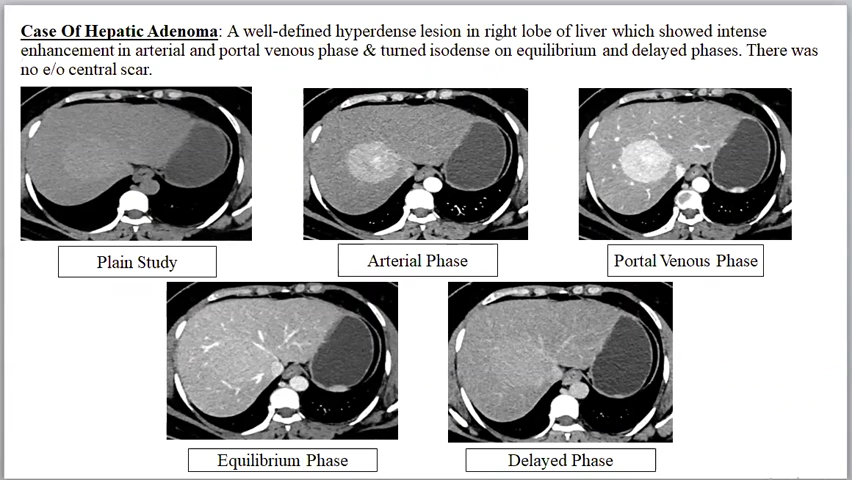 Case Of Hepatic Adenoma: A well-defined hyperdense lesion in right lobe of liver which showed intense
enhancement in arterial and portal venous phase & turned isodense on equilibrium and delayed phases. There was
no e/o central scar.
Plain Study
Arterial Phase
Portal Venous Phase
Equilibrium Phase
Delayed Phase